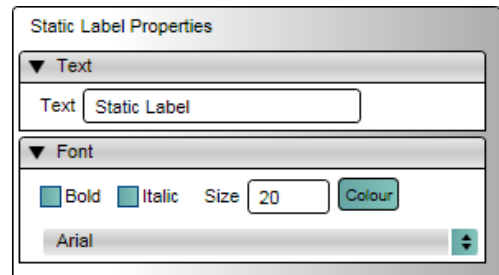 Static Label Properties
Text
Text Static Label
Font
Bold Italic Size 20 Colour
Arial